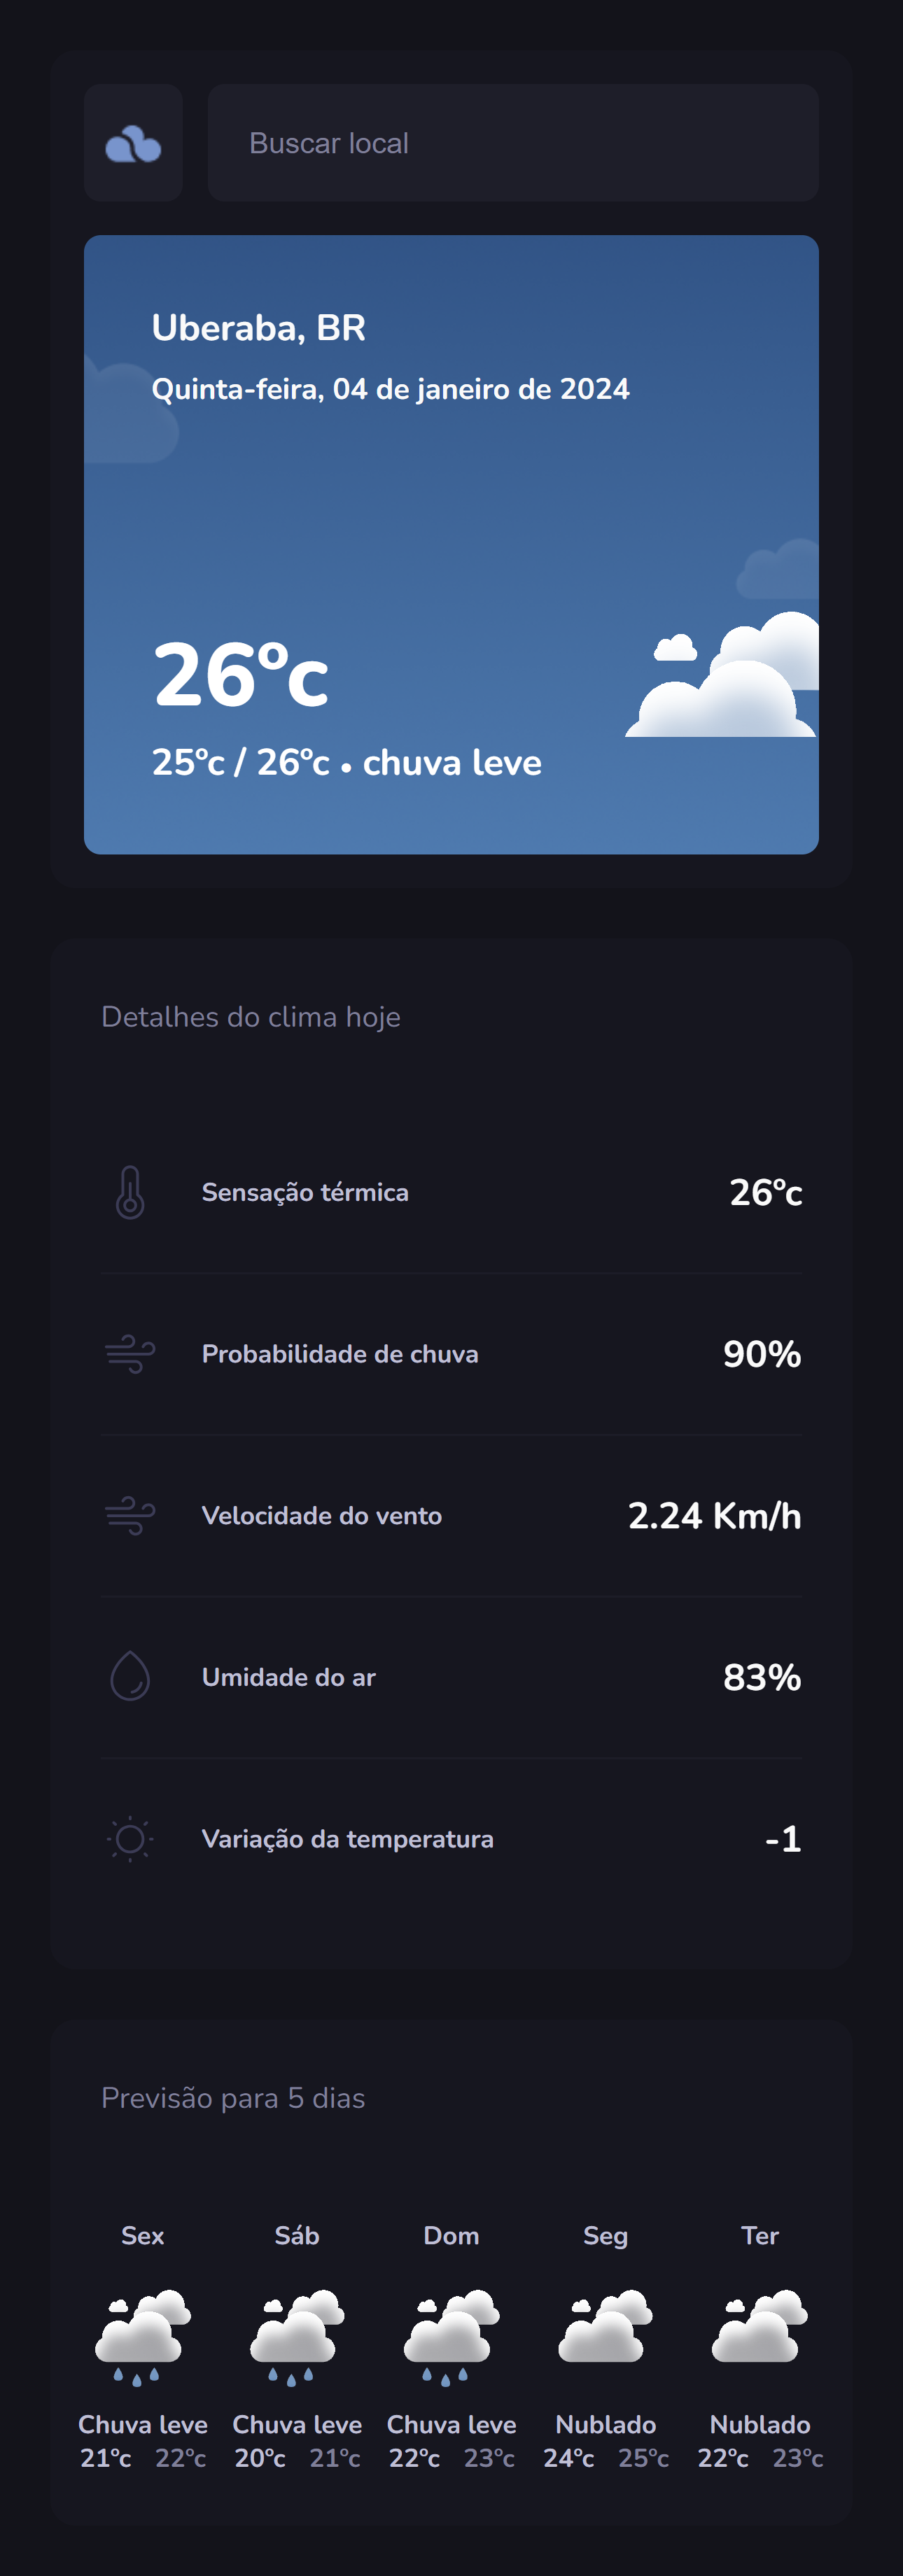 Buscar local
Uberaba, BR
Quinta-feira, 04 de janeiro de 2024
26ºc
25ºc / 26ºc • chuva leve
Detalhes do clima hoje
Sensação térmica 26ºc
Probabilidade de chuva 90%
Velocidade do vento 2.24 Km/h
Umidade do ar 83%
Variação da temperatura -1
Previsão para 5 dias
Sex Sáb Dom Seg Ter
Chuva leve Chuva leve Chuva leve Nublado Nublado
21ºc 22ºc 20ºc 21ºc 22ºc 23ºc 24ºc 25ºc 22ºc 23ºc